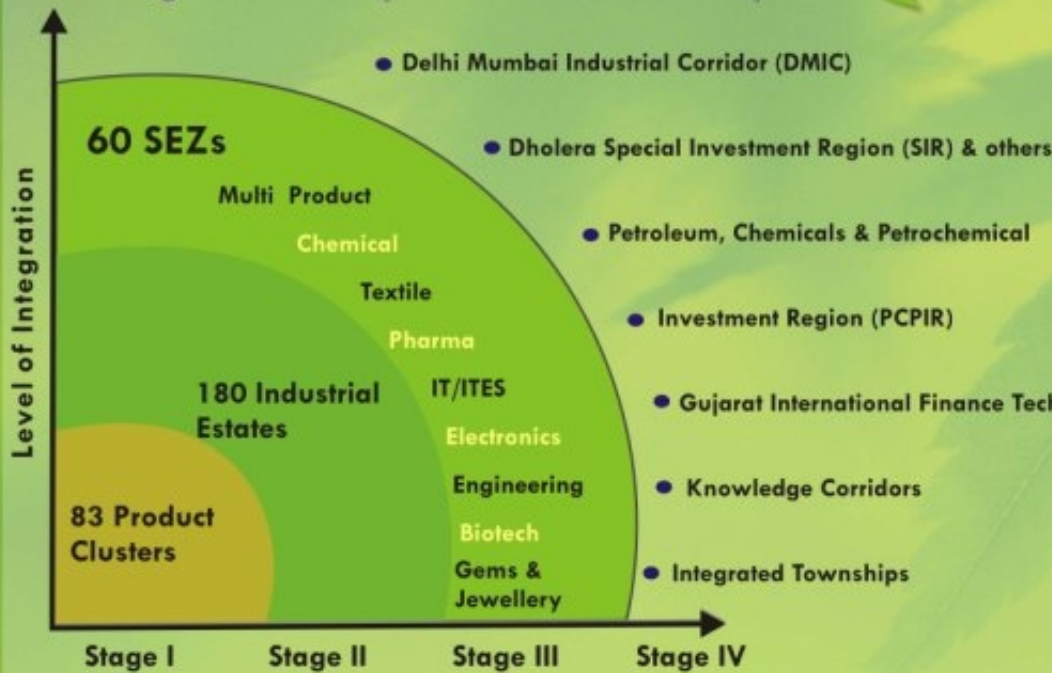 Delhi Mumbai Industrial Corridor (DMIC)
60 SEZs
Dholera Special Investment Region (SIR) & others
Multi Product
Petroleum, Chemicals & Petrochemical
Chemical
Textile
Investment Region (PCPIR)
Pharma
180 Industrial
Estates
IT/ITES
Gujarat International Finance
Electronics
Engineering
Knowledge Corridors
83 Product
Clusters
Biotech
Gems &
Jewellery
Integrated Townships
Level of Integration
Stage I
Stage II
Stage III
Stage IV